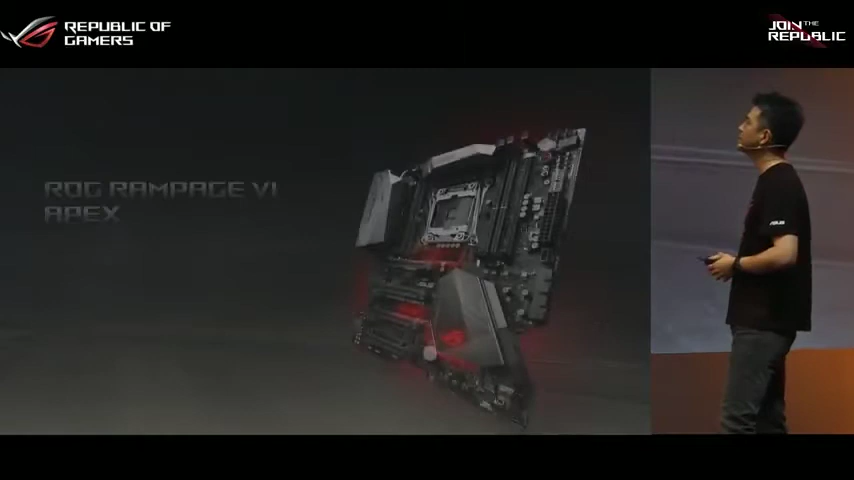 REPUBLIC OF
GAMERS
JOIN THE
REPUBLIC
ROG RAMPAGE VI
APEX
ASUS